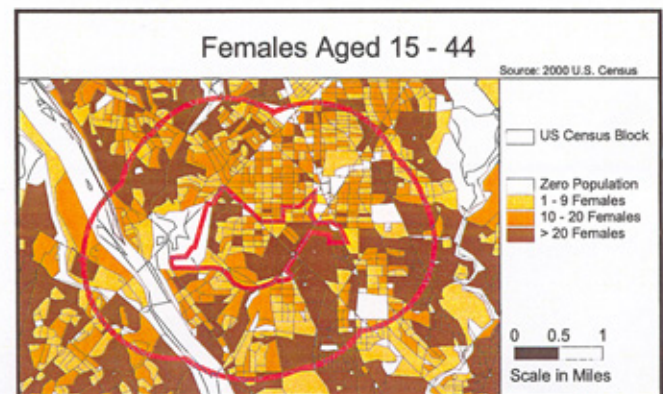 Females Aged 15 - 44
Source: 2000 U.S. Census
US Census Block
Zero Population
1 - 9 Females
10 - 20 Females
> 20 Females
0 0.5 1
Scale in Miles